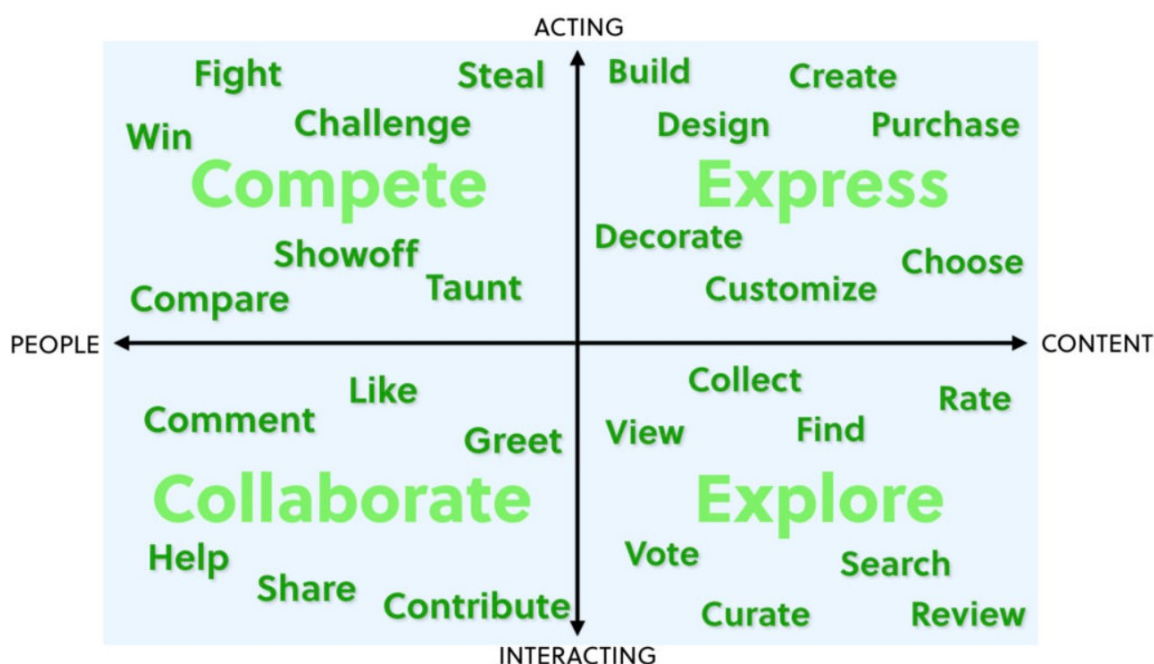 ACTING
Fight
Steal
Build
Create
Win
Challenge
Design
Purchase
Compete
Express
Showoff
Decorate
Choose
Compare
Taunt
Customize
PEOPLE
CONTENT
Like
Collect
Rate
Comment
Greet
View
Find
Collaborate
Explore
Help
Vote
Search
Share
Contribute
Curate
Review
INTERACTING